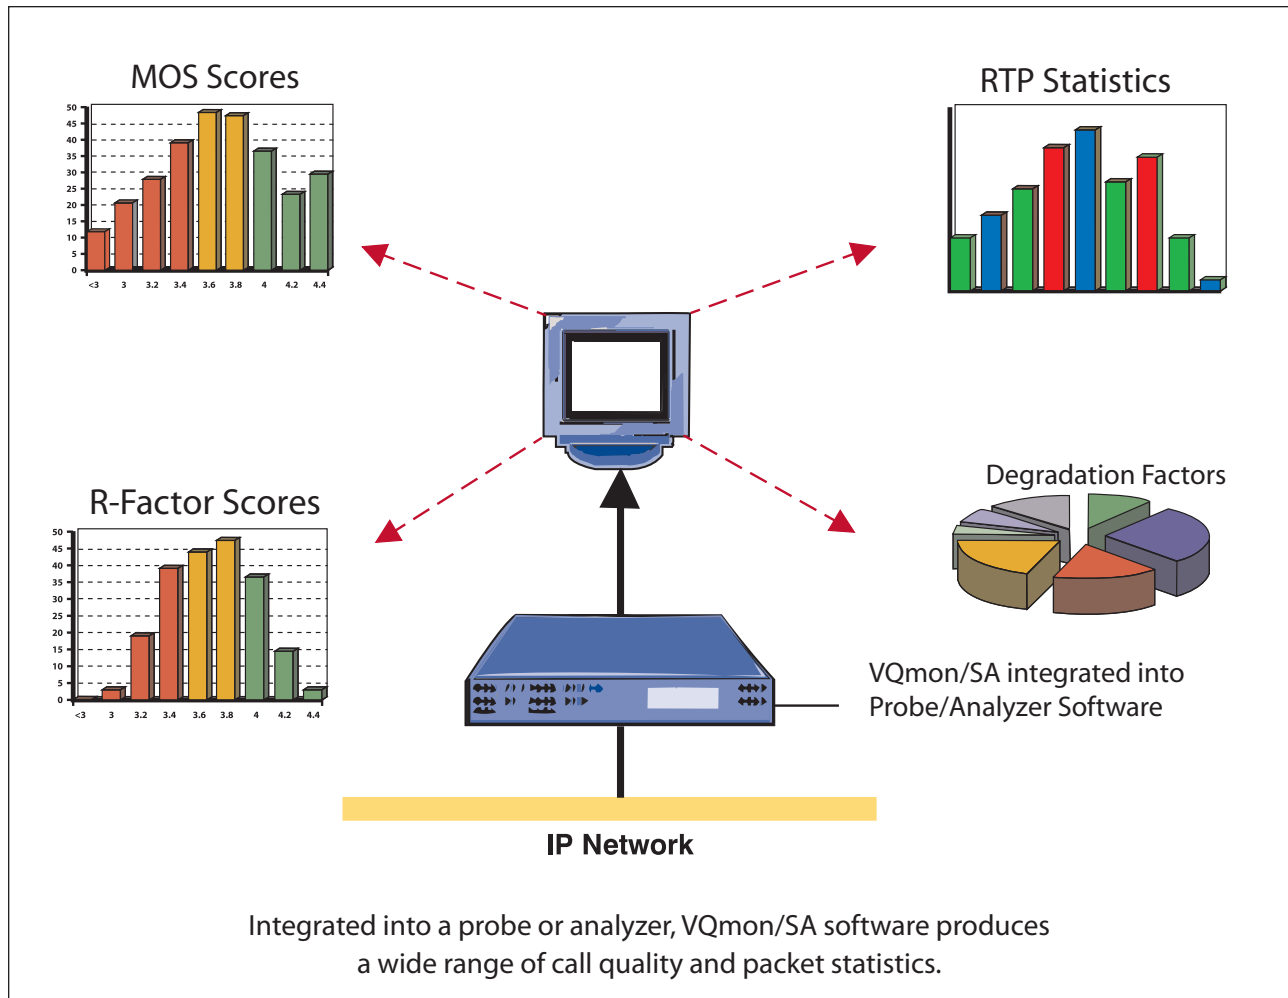 MOS Scores
50
45
40
35
30
25
20
15
10
5
0
<3 3 3.2 3.4 3.6 3.8 4 4.2 4.4
RTP Statistics
R-Factor Scores
50
45
40
35
30
25
20
15
10
5
0
<3 3 3.2 3.4 3.6 3.8 4 4.2 4.4
Degradation Factors
VQmon/SA integrated into
Probe/Analyzer Software
IP Network
Integrated into a probe or analyzer, VQmon/SA software produces
a wide range of call quality and packet statistics.